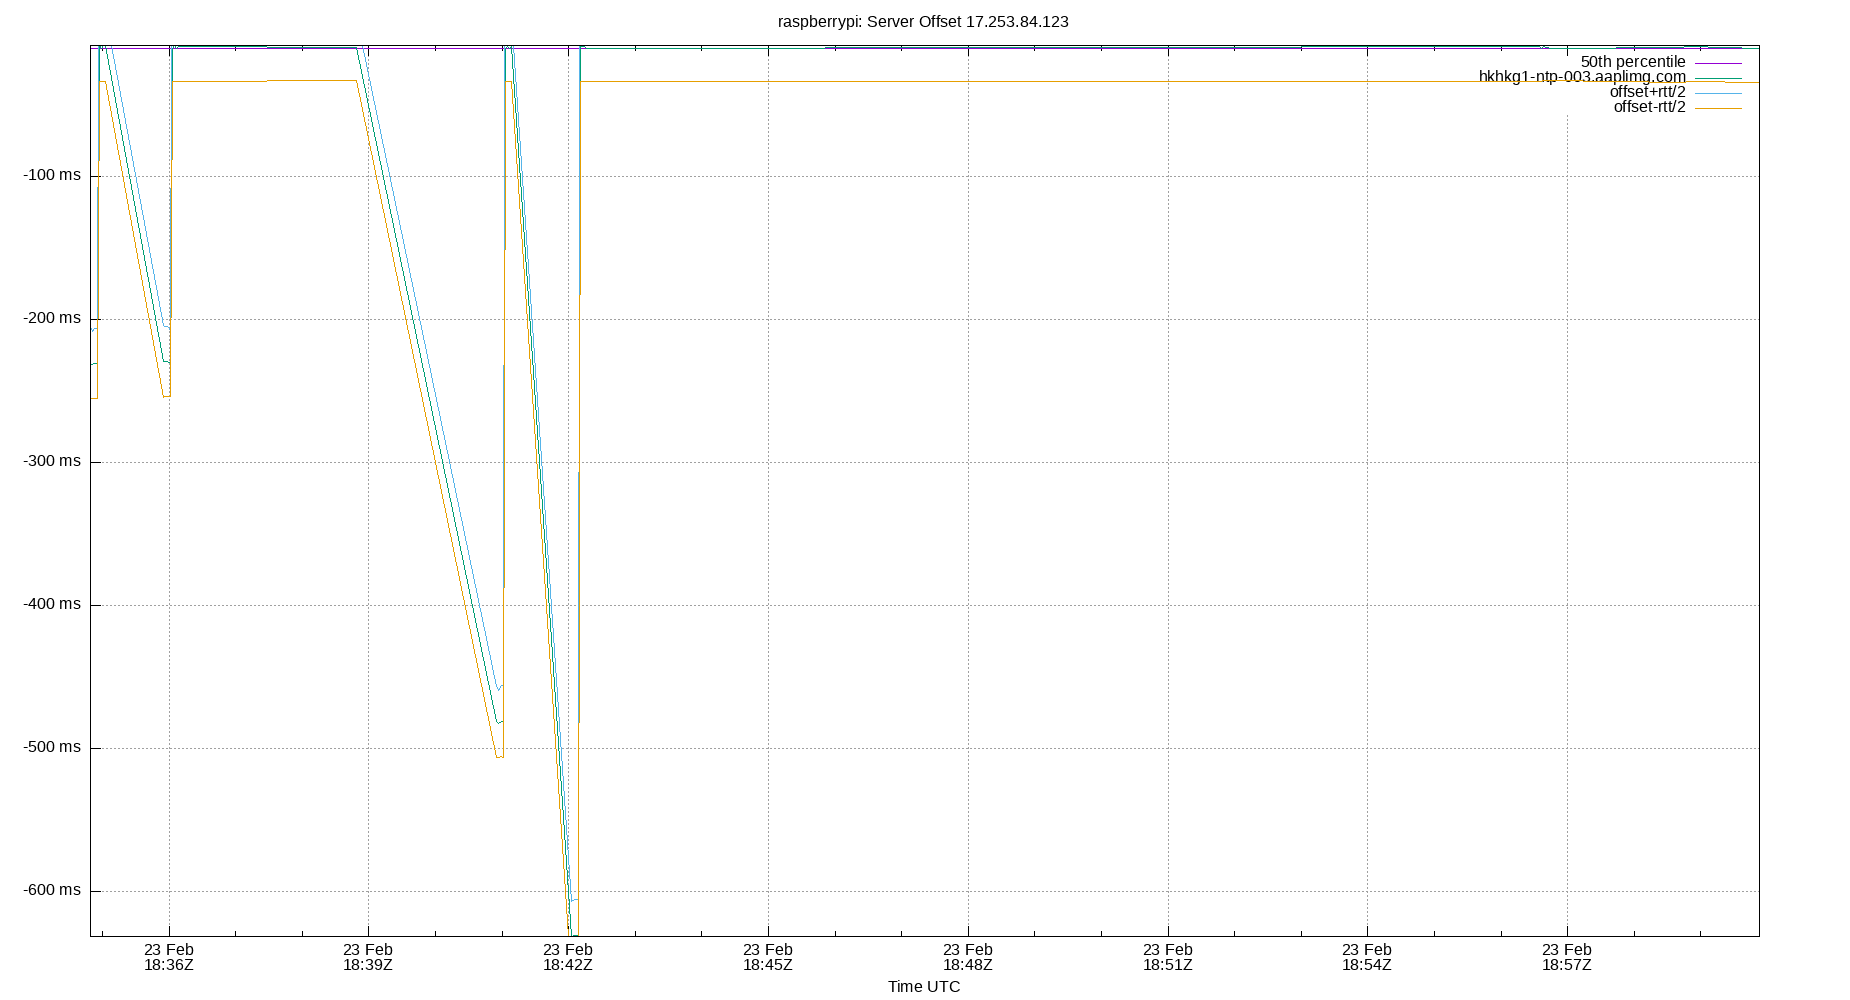 raspberrypi: Server Offset 17.253.84.123
50th percentile
hkhkg1-ntp-003.aaplimg.com
offset+rtt/2
offset-rtt/2
-100 ms
-200 ms
-300 ms
-400 ms
-500 ms
-600 ms
23 Feb 23 Feb 23 Feb 23 Feb 23 Feb 23 Feb 23 Feb 23 Feb
18:36Z 18:39Z 18:42Z 18:45Z 18:48Z 18:51Z 18:54Z 18:57Z
Time UTC